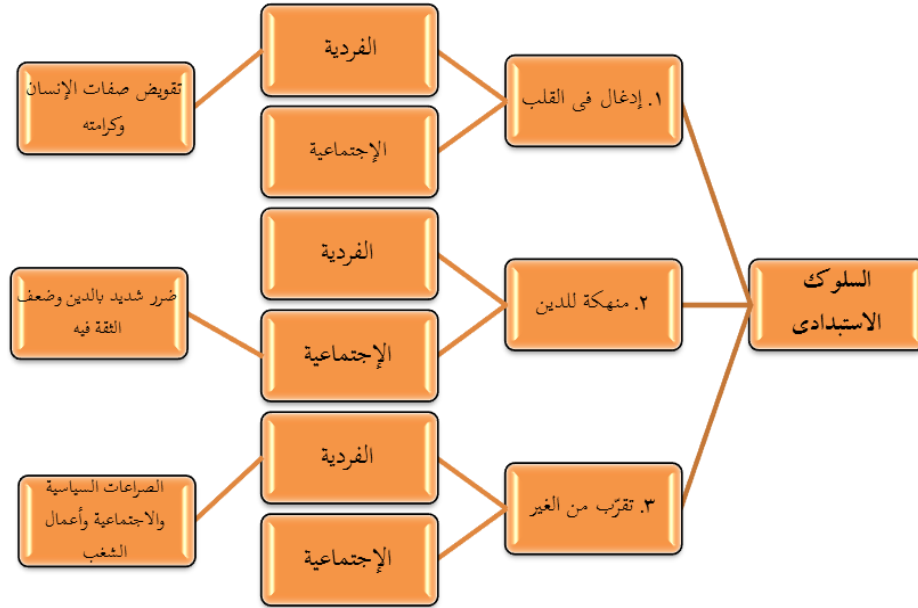 السلوك
الاستبدادى
١. إدغال فى القلب
الفردية
تقويض صفات الإنسان
وكرامته
الإجتماعية
٢. منهكة للدين
الفردية
الإجتماعية
ضرر شديد بالدين وضعف
الثقة فيه
٣. تقرّب من الغير
الفردية
الصراعات السياسية
والاجتماعية وأعمال
الشغب
الإجتماعية